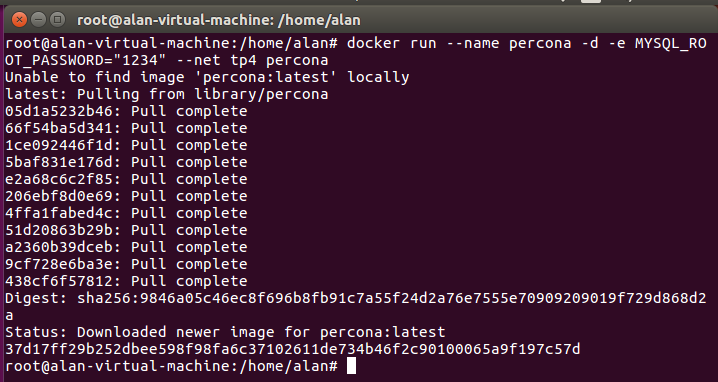 root@alan-virtual-machine: /home/alan
root@alan-virtual-machine:/home/alan# docker run --name percona -d -e MYSQL_RO
OT_PASSWORD="1234" --net tp4 percona
Unable to find image 'percona:latest' locally
latest: Pulling from library/percona
05d1a5232b46: Pull complete
66f54ba5d341: Pull complete
1ce092446f1d: Pull complete
5baf831e176d: Pull complete
e2a68c6c2f85: Pull complete
206ebf8d0e69: Pull complete
4ffa1fabed4c: Pull complete
51d20863b29b: Pull complete
a2360b39dceb: Pull complete
9cf728e6ba3e: Pull complete
438cf6f57812: Pull complete
Digest: sha256:9846a05c46ec8f696b8fb91c7a55f24d2a76e7555e70909209019f729d868d2
a
Status: Downloaded newer image for percona:latest
37d17ff29b252dbee598f98fa6c37102611de734b46f2c90100065a9f197c57d
root@alan-virtual-machine:/home/alan#